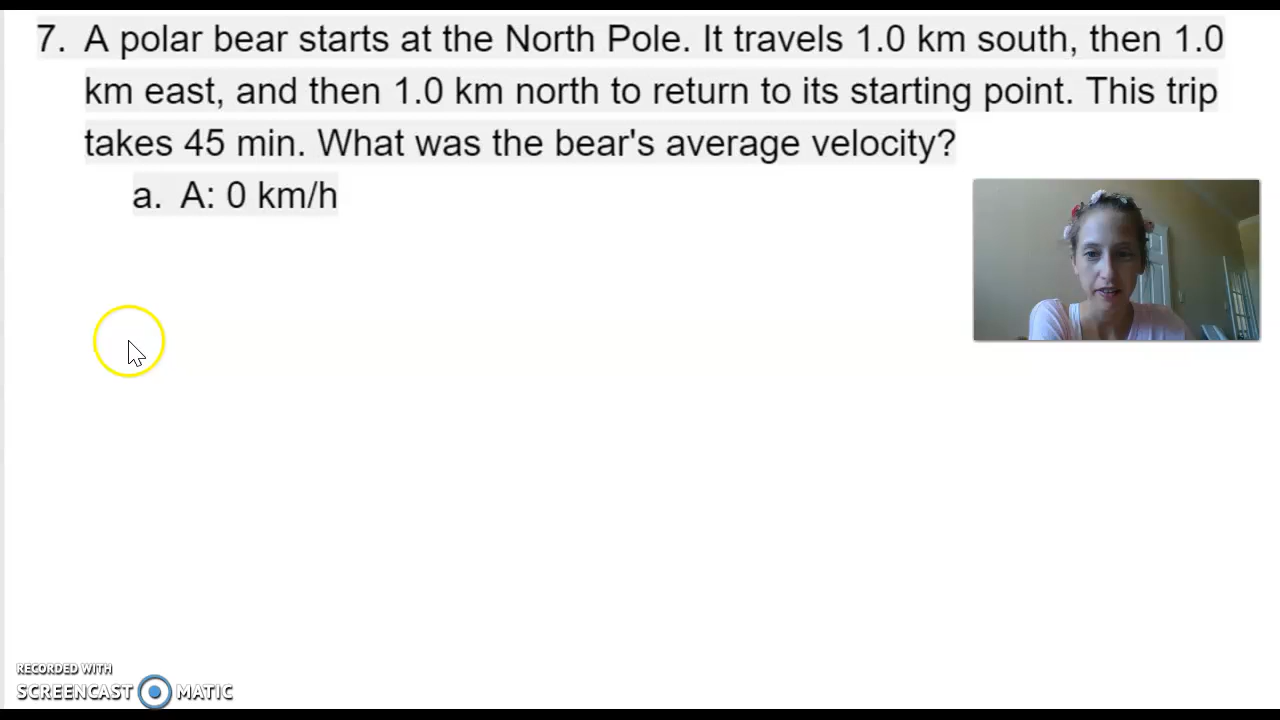 7. A polar bear starts at the North Pole. It travels 1.0 km south, then 1.0
km east, and then 1.0 km north to return to its starting point. This trip
takes 45 min. What was the bear's average velocity?
a. A: 0 km/h
RECORDED WITH
SCREENCAST MATIC